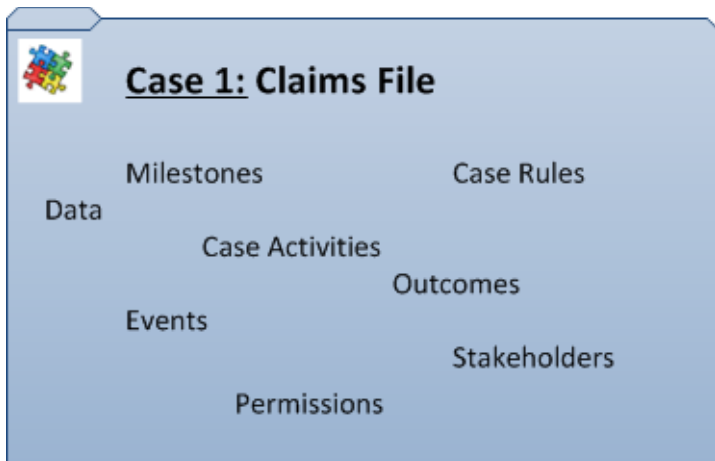 Case 1: Claims File
Milestones Case Rules
Data
Case Activities
Outcomes
Events
Stakeholders
Permissions